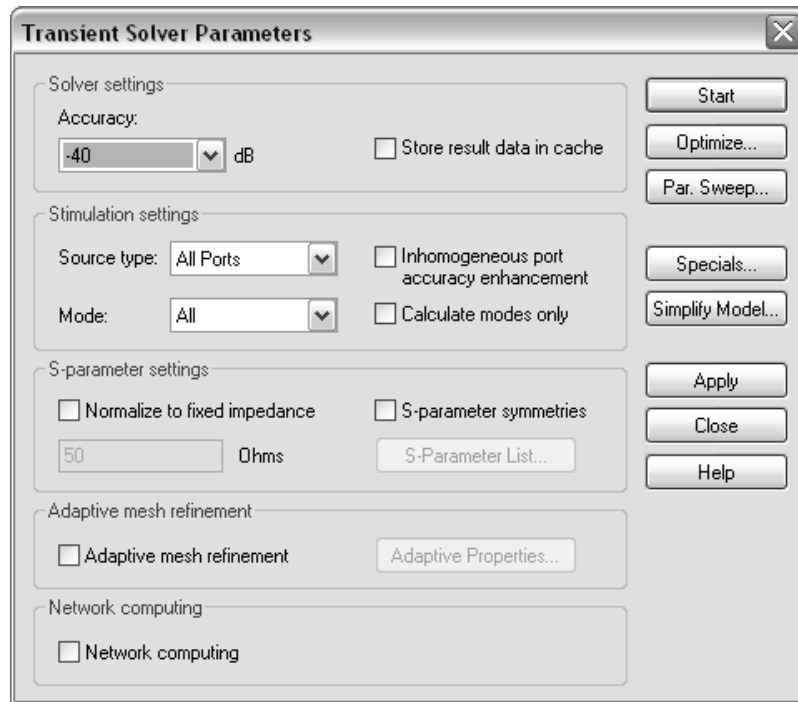 Transient Solver Parameters
Solver settings
Accuracy:
-40 dB
Store result data in cache
Stimulation settings
Source type: All Ports
Inhomogeneous port
accuracy enhancement
Mode: All
Calculate modes only
S-parameter settings
Normalize to fixed impedance
S-parameter symmetries
50 Ohms
S-Parameter List...
Adaptive mesh refinement
Adaptive mesh refinement
Adaptive Properties...
Network computing
Network computing
Start
Optimize...
Par. Sweep...
Specials...
Simplify Model...
Apply
Close
Help